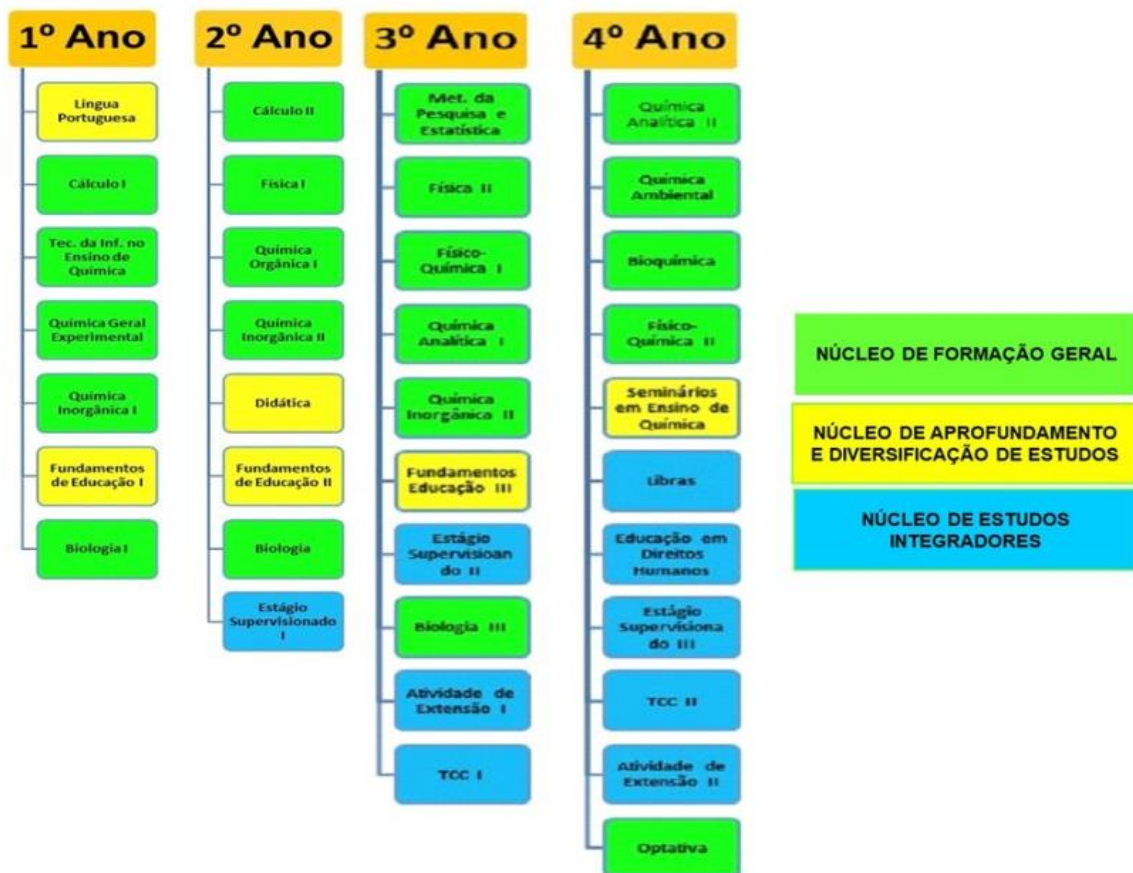 1º Ano
Língua
Portuguesa
Cálculo I
Tec. da Inf. no
Ensino de
Química
Química Geral
Experimental
Química
Inorgânica I
Fundamentos
de Educação I
Biologia I
2º Ano
Cálculo II
Física I
Química
Orgânica I
Química
Inorgânica II
Didática
Fundamentos
de Educação II
Biologia
Estágio
Supervisionado
I
3º Ano
Met. da
Pesquisa e
Estatística
Física II
Físico-
Química I
Química
Analítica I
Química
Inorgânica II
Fundamentos
Educação III
Estágio
Supervisioan
do II
Biologia III
Atividade de
Extensão I
TCC I
4º Ano
Química
Analítica II
Química
Ambiental
Bioquímica
Físico-
Química II
Seminários
em Ensino de
Química
Libras
Educação em
Direitos
Humanos
Estágio
Supervisiona
do III
TCC II
Atividade de
Extensão II
Optativa
NÚCLEO DE FORMAÇÃO GERAL
NÚCLEO DE APROFUNDAMENTO
E DIVERSIFICAÇÃO DE ESTUDOS
NÚCLEO DE ESTUDOS
INTEGRADORES